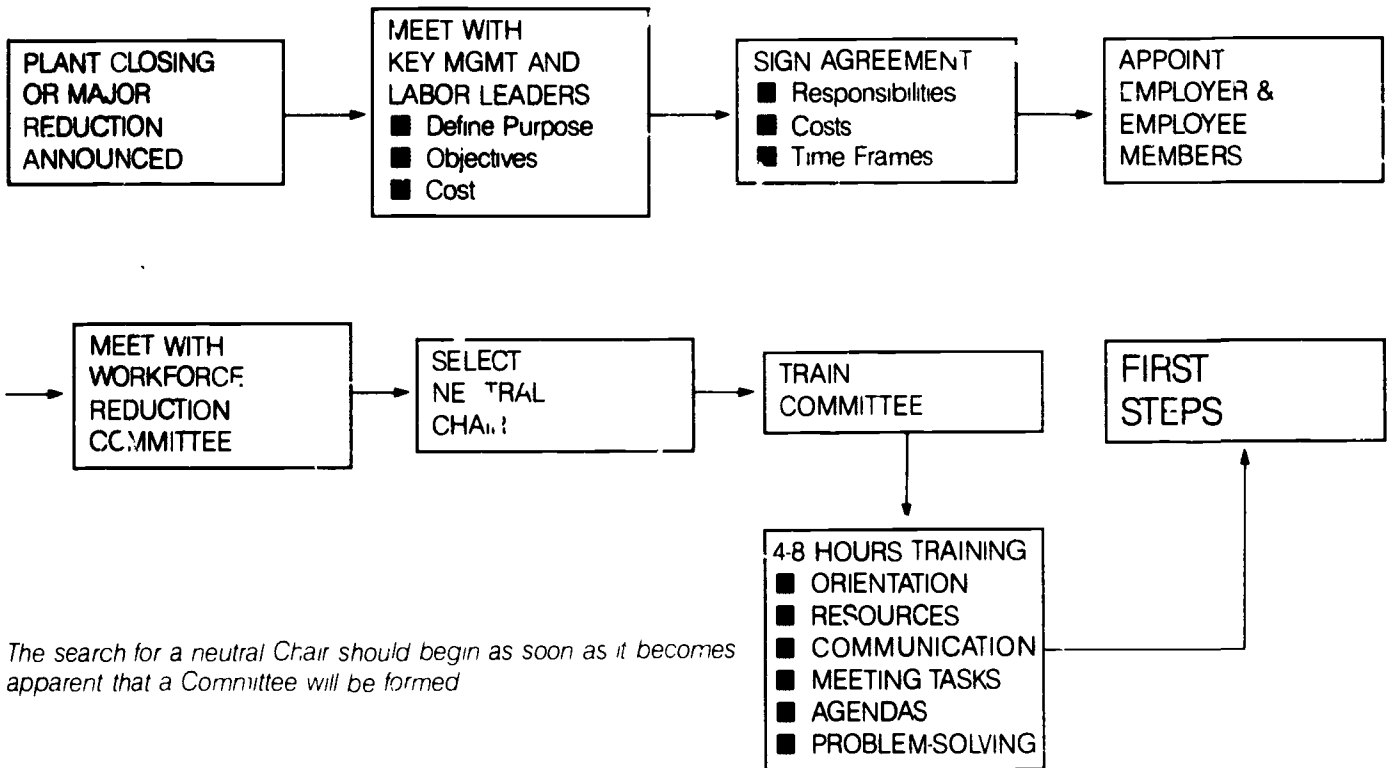 PLANT CLOSING
OR MAJOR
REDUCTION
ANNOUNCED
MEET WITH
KEY MGMT AND
LABOR LEADERS
■ Define Purpose
■ Objectives
■ Cost
SIGN AGREEMENT
■ Responsibilities
■ Costs
■ Time Frames
APPOINT
EMPLOYER &
EMPLOYEE
MEMBERS
MEET WITH
WORKFORCE
REDUCTION
COMMITTEE
SELECT
NEUTRAL
CHAIR
TRAIN
COMMITTEE
FIRST
STEPS
4-8 HOURS TRAINING
■ ORIENTATION
■ RESOURCES
■ COMMUNICATION
■ MEETING TASKS
■ AGENDAS
■ PROBLEM-SOLVING
The search for a neutral Chair should begin as soon as it becomes
apparent that a Committee will be formed